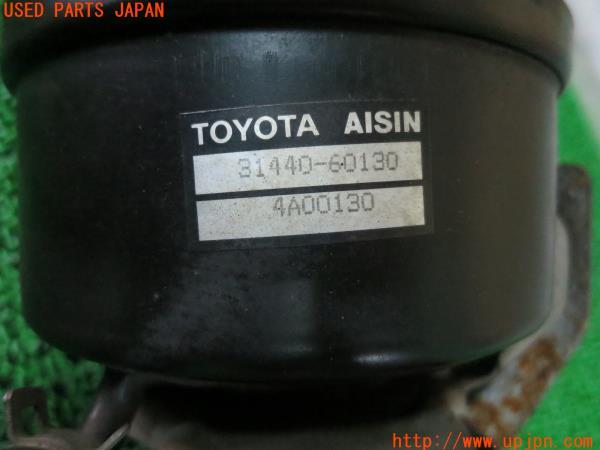 USED PARTS JAPAN
TOYOTA AISIN
31440-60130
4A00130
http://www.upjpn.com/